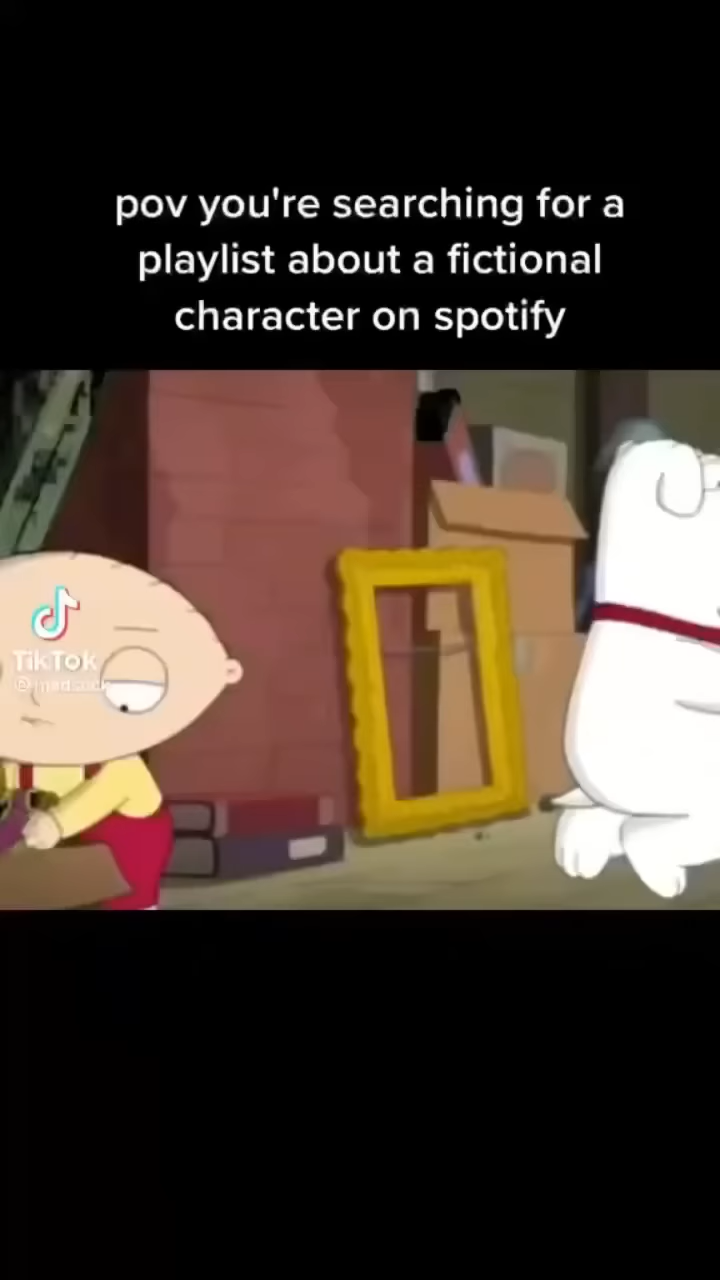 pov you're searching for a
playlist about a fictional
character on spotify
TikTok